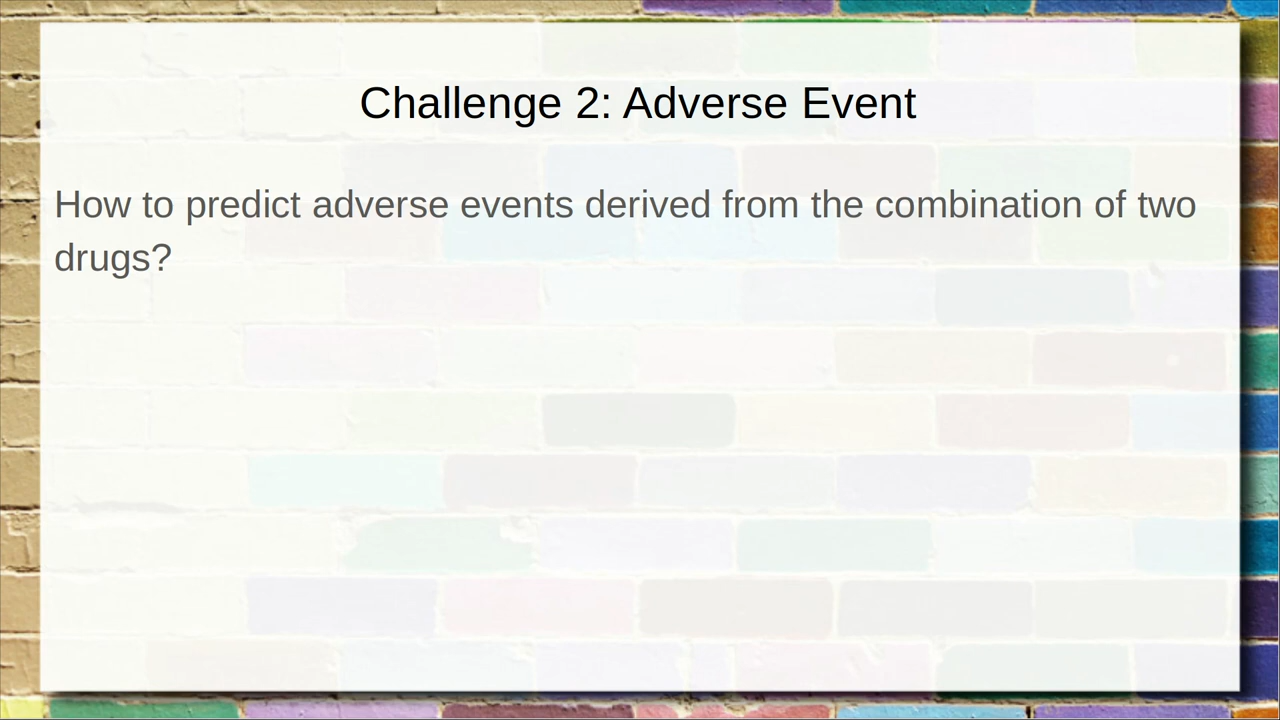 Challenge 2: Adverse Event
How to predict adverse events derived from the combination of two
drugs?